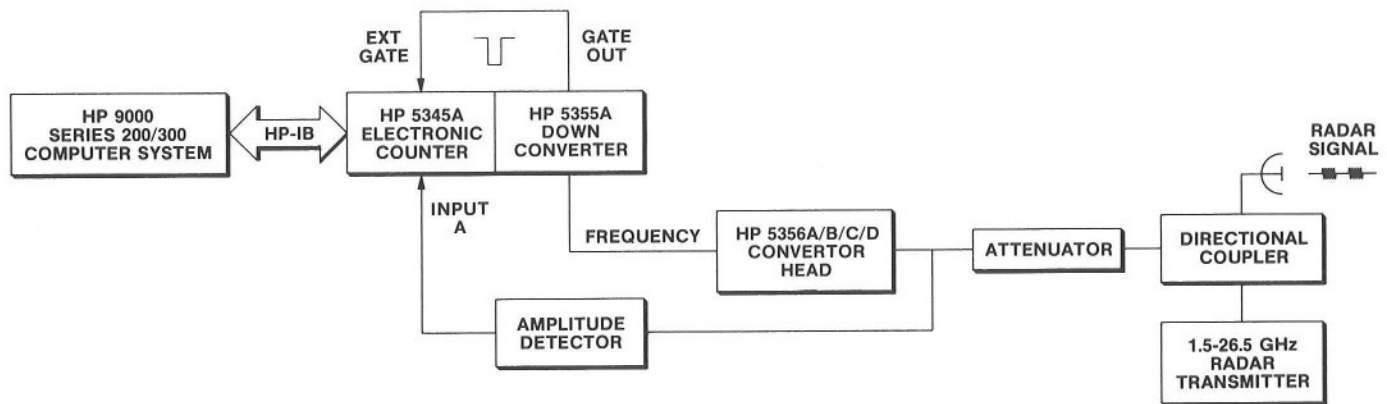 EXT
GATE
GATE
OUT
HP 9000
SERIES 200/300
COMPUTER SYSTEM
HP-IB
HP 5345A
ELECTRONIC
COUNTER
HP 5355A
DOWN
CONVERTER
RADAR
SIGNAL
INPUT
A
FREQUENCY
HP 5356A/B/C/D
CONVERTOR
HEAD
ATTENUATOR
DIRECTIONAL
COUPLER
AMPLITUDE
DETECTOR
1.5-26.5 GHz
RADAR
TRANSMITTER